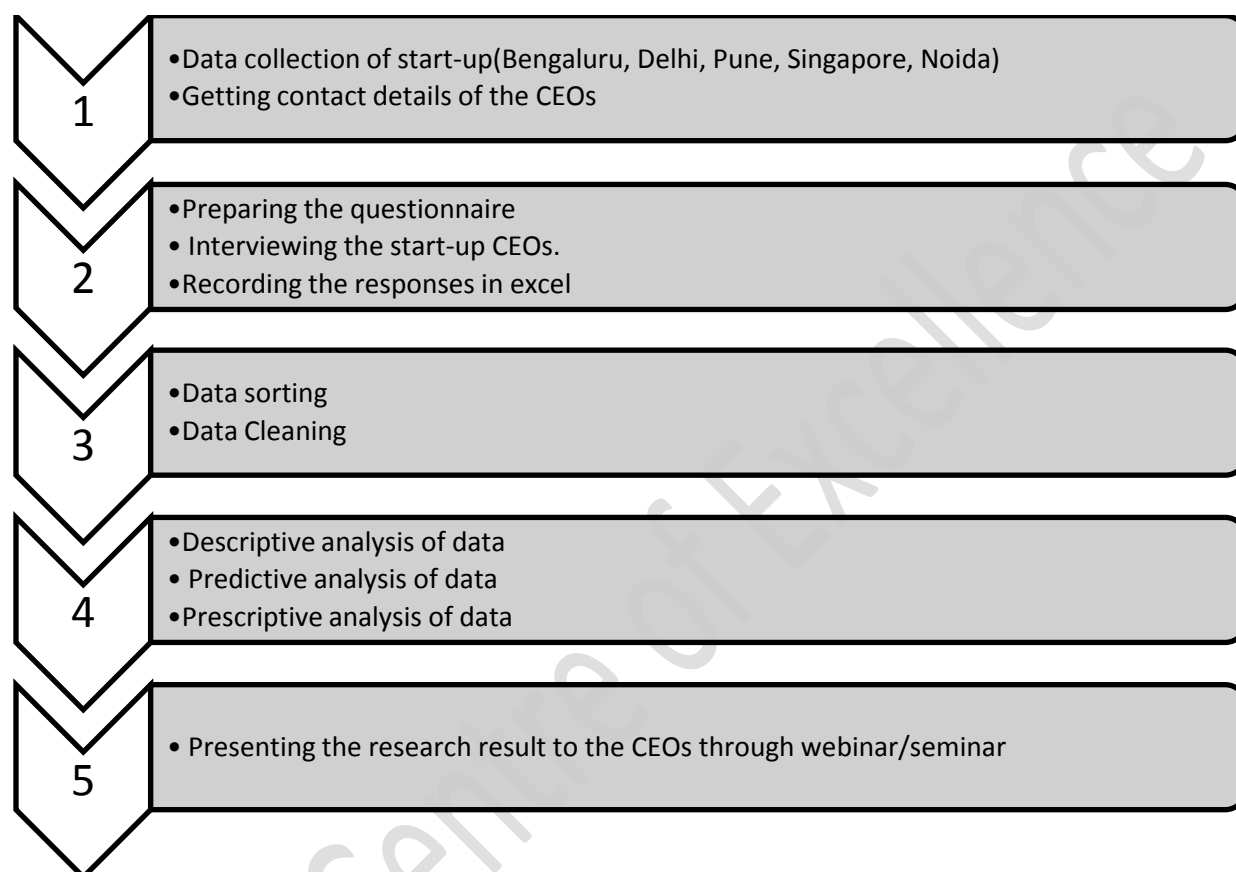 1
•Data collection of start-up(Bengaluru, Delhi, Pune, Singapore, Noida)
•Getting contact details of the CEOs
2
•Preparing the questionnaire
• Interviewing the start-up CEOs.
•Recording the responses in excel
3
•Data sorting
•Data Cleaning
4
•Descriptive analysis of data
• Predictive analysis of data
•Prescriptive analysis of data
5
• Presenting the research result to the CEOs through webinar/seminar
Centre of Excellence